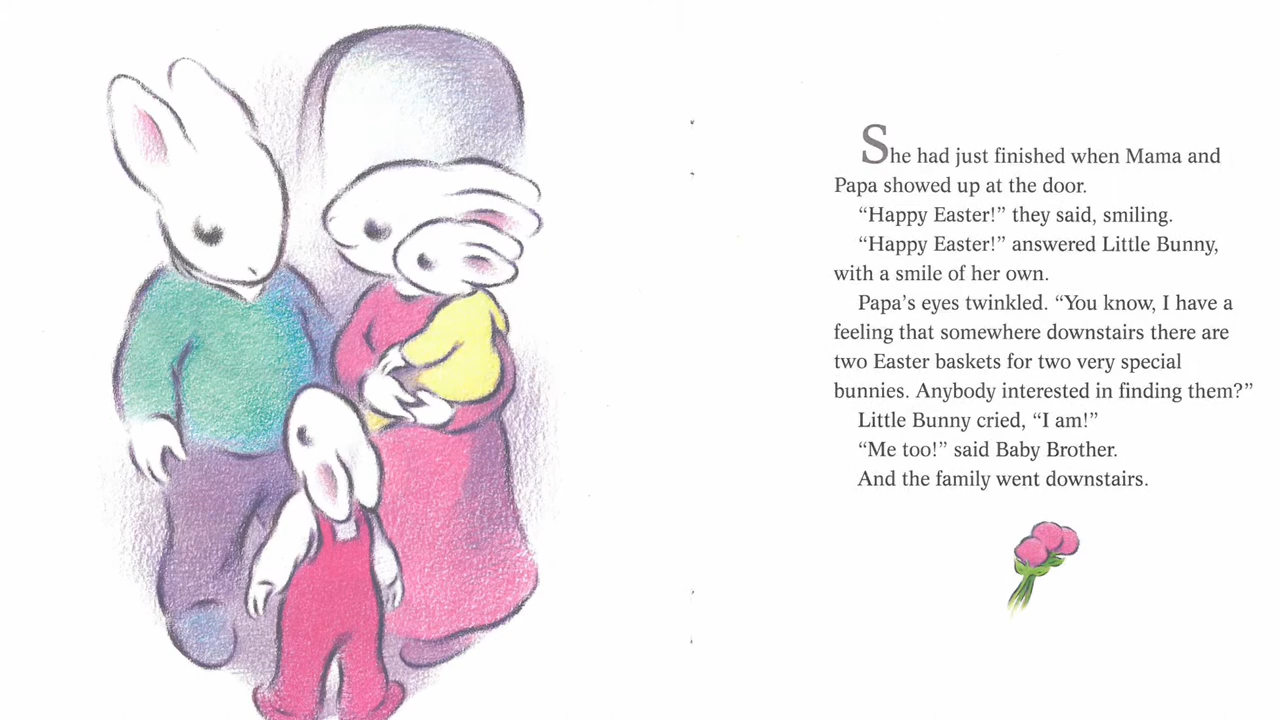 She had just finished when Mama and
Papa showed up at the door.
“Happy Easter!” they said, smiling.
“Happy Easter!” answered Little Bunny,
with a smile of her own.
Papa’s eyes twinkled. “You know, I have a
feeling that somewhere downstairs there are
two Easter baskets for two very special
bunnies. Anybody interested in finding them?”
Little Bunny cried, “I am!”
“Me too!” said Baby Brother.
And the family went downstairs.